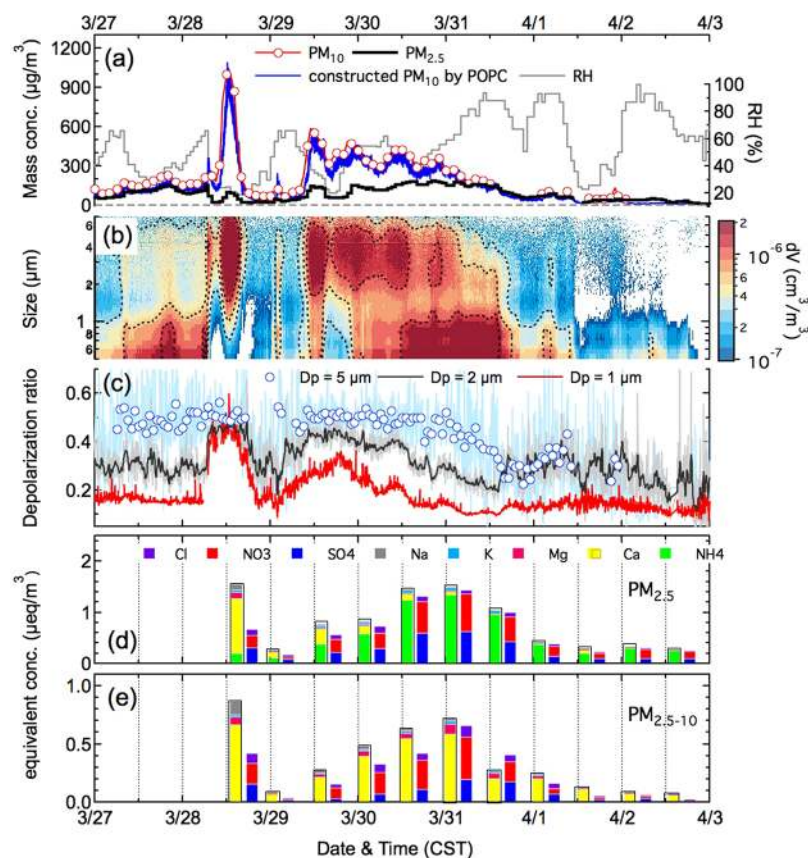 3/27 3/28 3/29 3/30 3/31 4/1 4/2 4/3
(a)
PM10 PM2.5
constructed PM10 by POPC RH
Mass conc. (μg/m3)
1200
900
600
300
0
100
80
60
40
20
RH (%)
(b)
Size (μm)
6
4
2
1
8
6
2
10-6
8
6
4
2
10-7
dV (cm3/m3)
(c)
Dp = 5 μm Dp = 2 μm Dp = 1 μm
Depolarization ratio
0.6
0.4
0.2
Cl NO3 SO4 Na K Mg Ca NH4
2
1
0
(d)
PM2.5
equivalent conc. (μeq/m3)
1.0
0.5
0.0
(e)
PM2.5-10
3/27 3/28 3/29 3/30 3/31 4/1 4/2 4/3
Date & Time (CST)